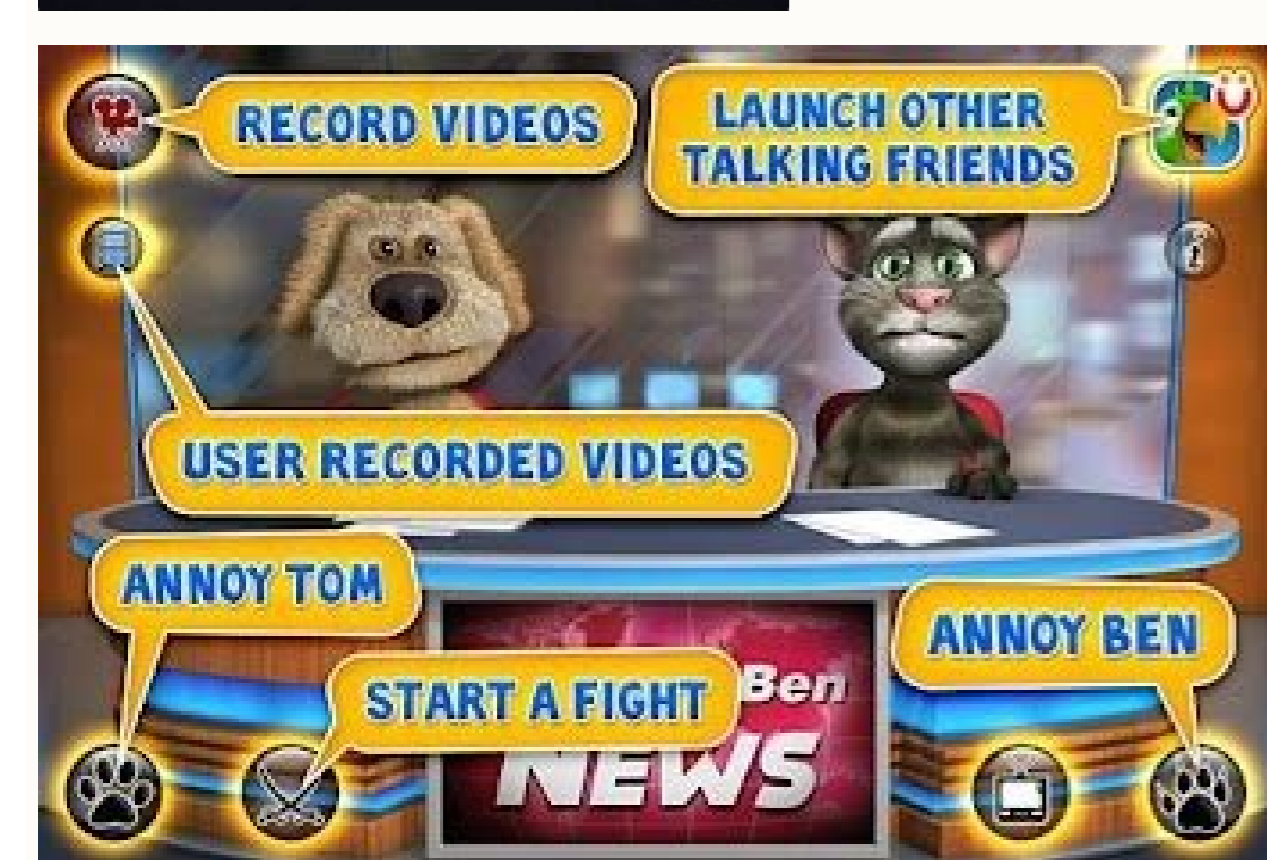 RECORD VIDEOS
LAUNCH OTHER
TALKING FRIENDS
USER RECORDED VIDEOS
ANNOY TOM
ANNOY BEN
START A FIGHT
Ben
NEWS